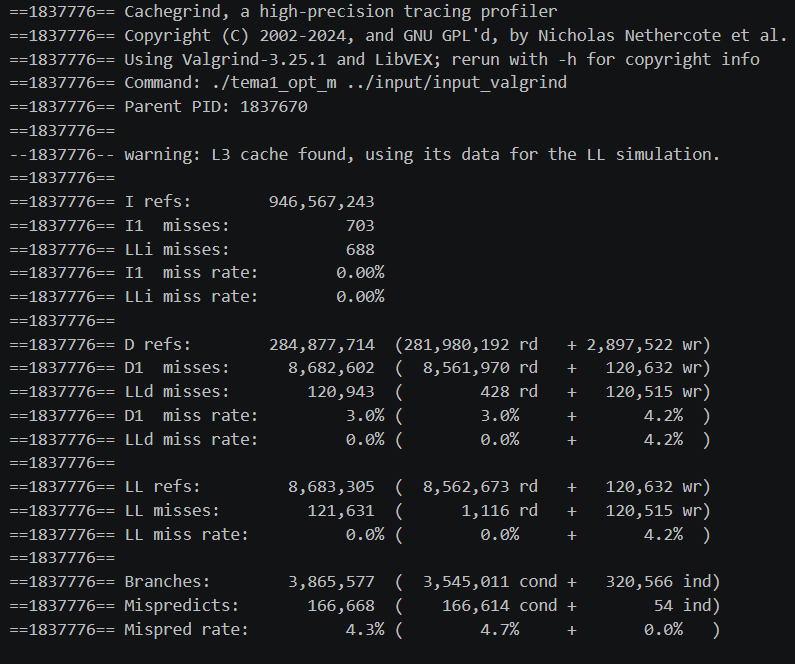 ==1837776== Cachegrind, a high-precision tracing profiler
==1837776== Copyright (C) 2002-2024, and GNU GPL'd, by Nicholas Nethercote et al.
==1837776== Using Valgrind-3.25.1 and LibVEX; rerun with -h for copyright info
==1837776== Command: ./tema1_opt_m ../input/input_valgrind
==1837776== Parent PID: 1837670
==1837776==
--1837776-- warning: L3 cache found, using its data for the LL simulation.
==1837776==
==1837776== I refs:        946,567,243
==1837776== I1  misses:            703
==1837776== LLi misses:            688
==1837776== I1  miss rate:        0.00%
==1837776== LLi miss rate:        0.00%
==1837776==
==1837776== D refs:        284,877,714  (281,980,192 rd   + 2,897,522 wr)
==1837776== D1  misses:      8,682,602  (  8,561,970 rd   +   120,632 wr)
==1837776== LLd misses:        120,943  (        428 rd   +   120,515 wr)
==1837776== D1  miss rate:         3.0% (        3.0%     +       4.2%  )
==1837776== LLd miss rate:         0.0% (        0.0%     +       4.2%  )
==1837776==
==1837776== LL refs:         8,683,305  (  8,562,673 rd   +   120,632 wr)
==1837776== LL misses:         121,631  (      1,116 rd   +   120,515 wr)
==1837776== LL miss rate:          0.0% (        0.0%     +       4.2%  )
==1837776==
==1837776== Branches:        3,865,577  (  3,545,011 cond +   320,566 ind)
==1837776== Mispredicts:       166,668  (    166,614 cond +        54 ind)
==1837776== Mispred rate:          4.3% (        4.7%     +       0.0%   )